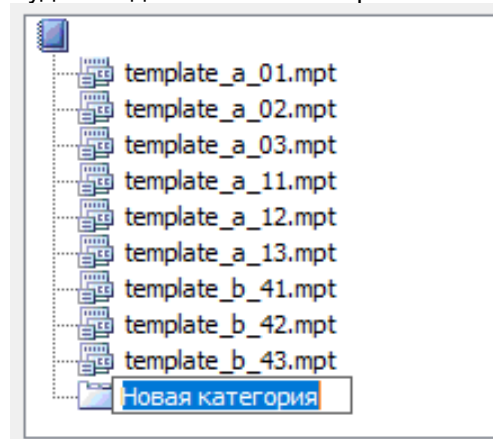 template_a_01.mpt
template_a_02.mpt
template_a_03.mpt
template_a_11.mpt
template_a_12.mpt
template_a_13.mpt
template_b_41.mpt
template_b_42.mpt
template_b_43.mpt
Новая категория